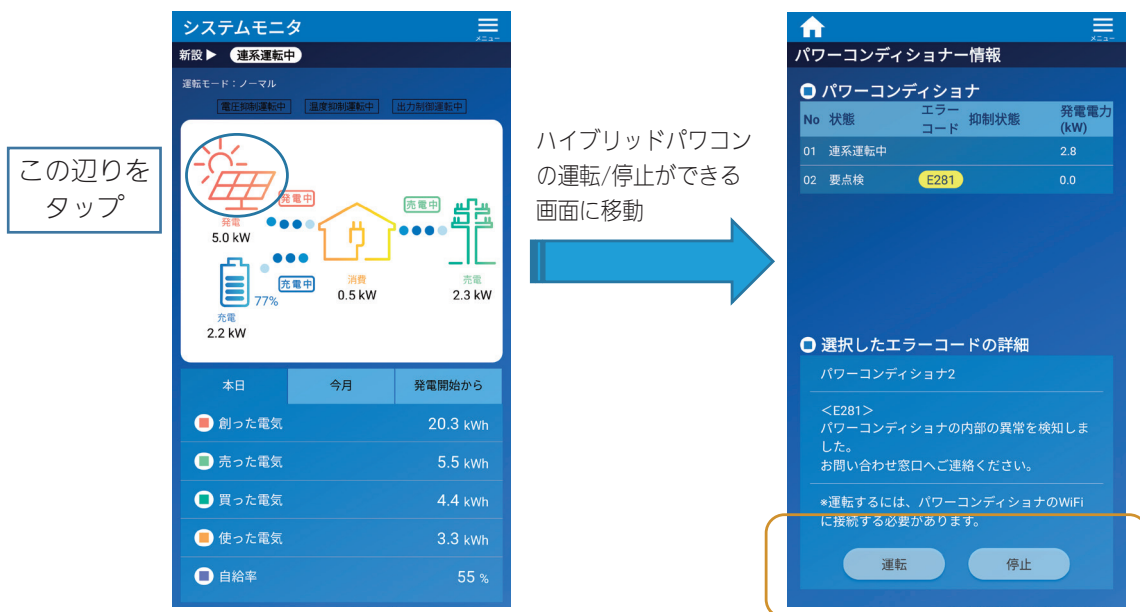 この辺りを
タップ
システムモニタ
メニュー
新設▶ 連系運転中
運転モード：ノーマル
電圧抑制運転中 温度抑制運転中 出力制御運転中
発電中
売電中
発電
5.0 kW
充電中
77%
消費
0.5 kW
売電
2.3 kW
充電
2.2 kW
本日 今月 発電開始から
創った電気 20.3 kWh
売った電気 5.5 kWh
買った電気 4.4 kWh
使った電気 3.3 kWh
自給率 55 %
ハイブリッドパワコン
の運転/停止ができる
画面に移動
メニュー
パワーコンディショナー情報
パワーコンディショナ
No 状態 エラーコード 抑制状態 発電電力(kW)
01 連系運転中 2.8
02 要点検 E281 0.0
選択したエラーコードの詳細
パワーコンディショナ2
＜E281＞
パワーコンディショナの内部の異常を検知しま
した。
お問い合わせ窓口へご連絡ください。
※運転するには、パワーコンディショナのWiFi
に接続する必要があります。
運転 停止